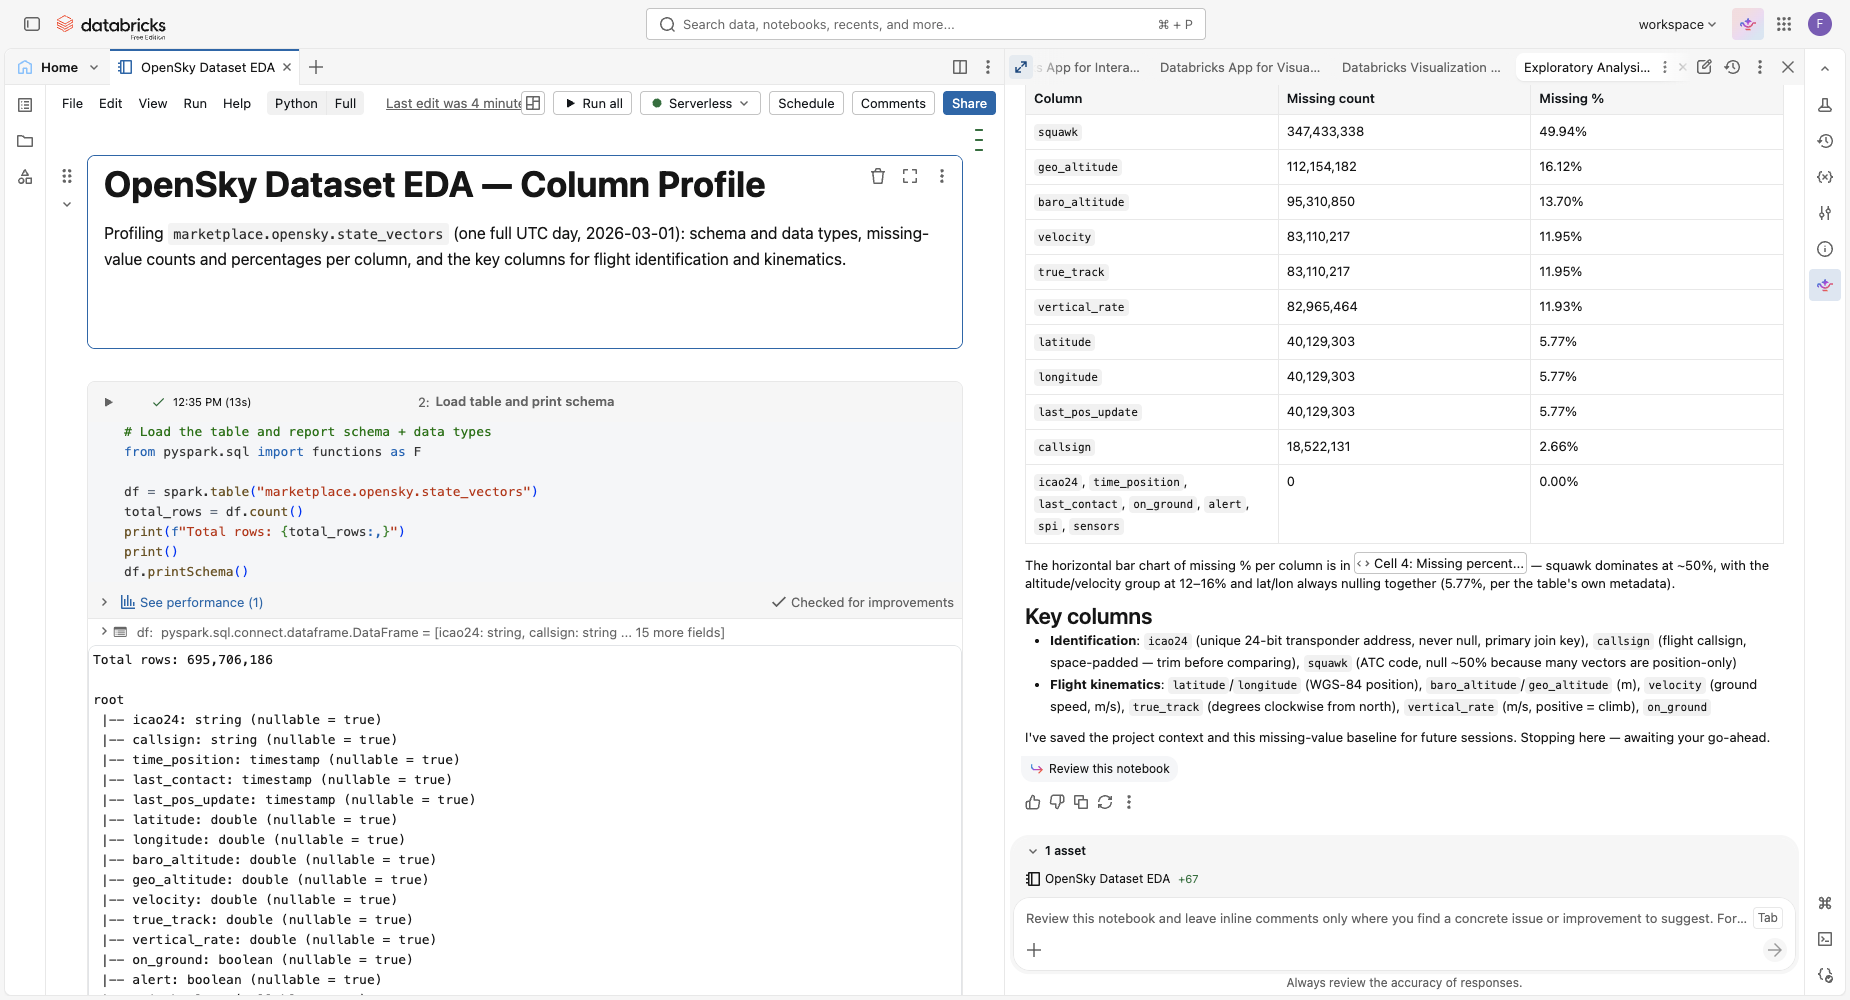 databricks
Free Edition
Search data, notebooks, recents, and more...
⌘ + P
workspace
F
Home
OpenSky Dataset EDA
s App for Intera...
Databricks App for Visua...
Databricks Visualization ...
Exploratory Analysi...
File Edit View Run Help
Python Full
Last edit was 4 minute
Run all
Serverless
Schedule
Comments
Share
OpenSky Dataset EDA — Column Profile
Profiling marketplace.opensky.state_vectors (one full UTC day, 2026-03-01): schema and data types, missing-
value counts and percentages per column, and the key columns for flight identification and kinematics.
12:35 PM (13s)
2: Load table and print schema
# Load the table and report schema + data types
from pyspark.sql import functions as F
df = spark.table("marketplace.opensky.state_vectors")
total_rows = df.count()
print(f"Total rows: {total_rows:,}")
print()
df.printSchema()
See performance (1)
Checked for improvements
df: pyspark.sql.connect.dataframe.DataFrame = [icao24: string, callsign: string ... 15 more fields]
Total rows: 695,706,186
root
|-- icao24: string (nullable = true)
|-- callsign: string (nullable = true)
|-- time_position: timestamp (nullable = true)
|-- last_contact: timestamp (nullable = true)
|-- last_pos_update: timestamp (nullable = true)
|-- latitude: double (nullable = true)
|-- longitude: double (nullable = true)
|-- baro_altitude: double (nullable = true)
|-- geo_altitude: double (nullable = true)
|-- velocity: double (nullable = true)
|-- true_track: double (nullable = true)
|-- vertical_rate: double (nullable = true)
|-- on_ground: boolean (nullable = true)
|-- alert: boolean (nullable = true)
Column Missing count Missing %
squawk 347,433,338 49.94%
geo_altitude 112,154,182 16.12%
baro_altitude 95,310,850 13.70%
velocity 83,110,217 11.95%
true_track 83,110,217 11.95%
vertical_rate 82,965,464 11.93%
latitude 40,129,303 5.77%
longitude 40,129,303 5.77%
last_pos_update 40,129,303 5.77%
callsign 18,522,131 2.66%
icao24, time_position, 0 0.00%
last_contact, on_ground, alert,
spi, sensors
The horizontal bar chart of missing % per column is in Cell 4: Missing percent... — squawk dominates at ~50%, with the
altitude/velocity group at 12–16% and lat/lon always nulling together (5.77%, per the table's own metadata).
Key columns
• Identification: icao24 (unique 24-bit transponder address, never null, primary join key), callsign (flight callsign,
space-padded — trim before comparing), squawk (ATC code, null ~50% because many vectors are position-only)
• Flight kinematics: latitude/longitude (WGS-84 position), baro_altitude/geo_altitude (m), velocity (ground
speed, m/s), true_track (degrees clockwise from north), vertical_rate (m/s, positive = climb), on_ground
I've saved the project context and this missing-value baseline for future sessions. Stopping here — awaiting your go-ahead.
Review this notebook
1 asset
OpenSky Dataset EDA +67
Review this notebook and leave inline comments only where you find a concrete issue or improvement to suggest. For...
Tab
Always review the accuracy of responses.